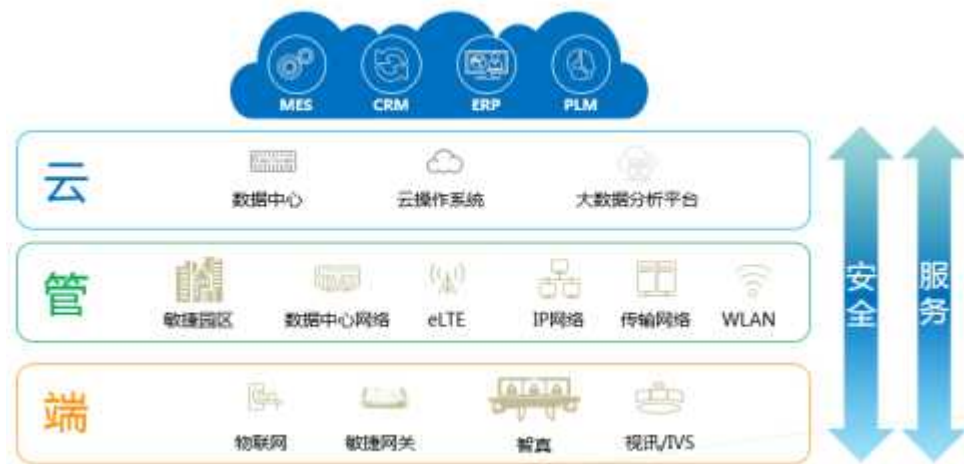 MES CRM ERP PLM
云
数据中心 云操作系统 大数据分析平台
管
敏捷园区 数据中心网络 eLTE IP网络 传输网络 WLAN
端
物联网 敏捷网关 智真 视讯/IVS
安全
服务